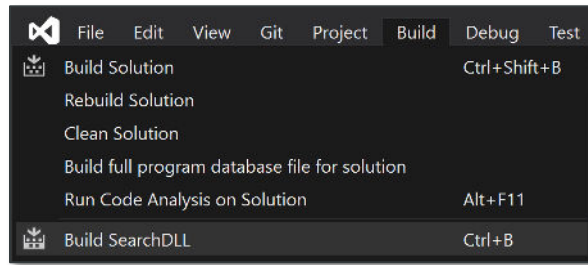 File Edit View Git Project Build Debug Test
Build Solution Ctrl+Shift+B
Rebuild Solution
Clean Solution
Build full program database file for solution
Run Code Analysis on Solution Alt+F11
Build SearchDLL Ctrl+B